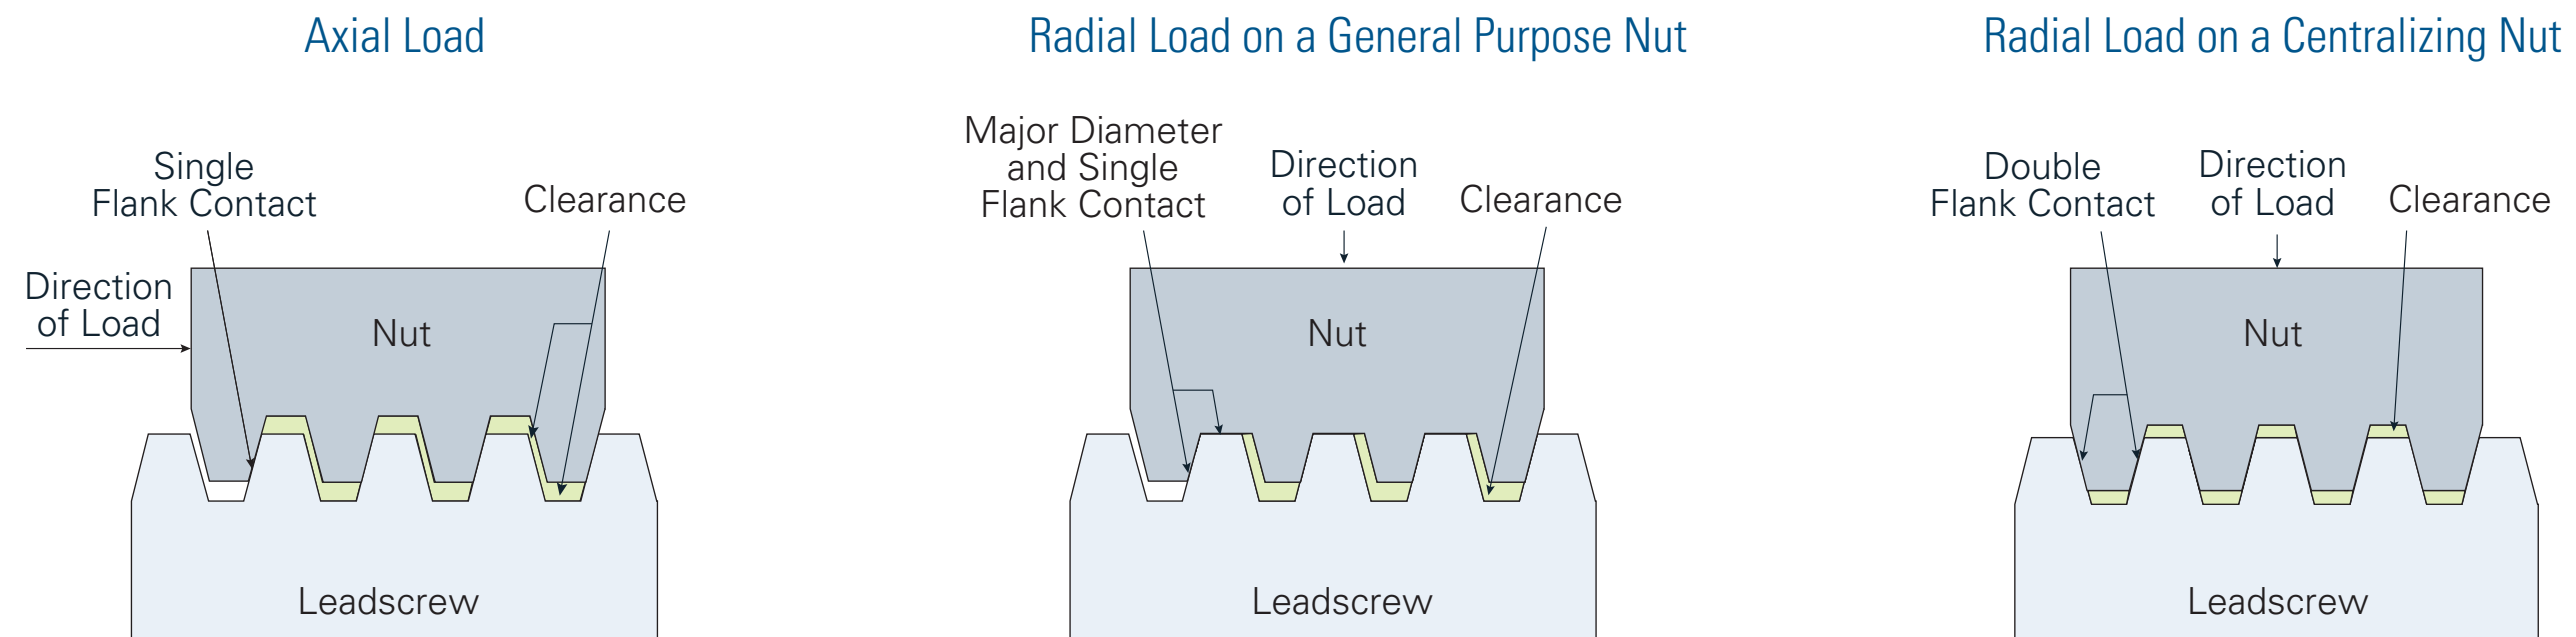 Axial Load
Single
Flank Contact
Clearance
Direction
of Load
Nut
Leadscrew
Radial Load on a General Purpose Nut
Major Diameter
and Single
Flank Contact
Direction
of Load
Clearance
Nut
Leadscrew
Radial Load on a Centralizing Nut
Double
Flank Contact
Direction
of Load
Clearance
Nut
Leadscrew